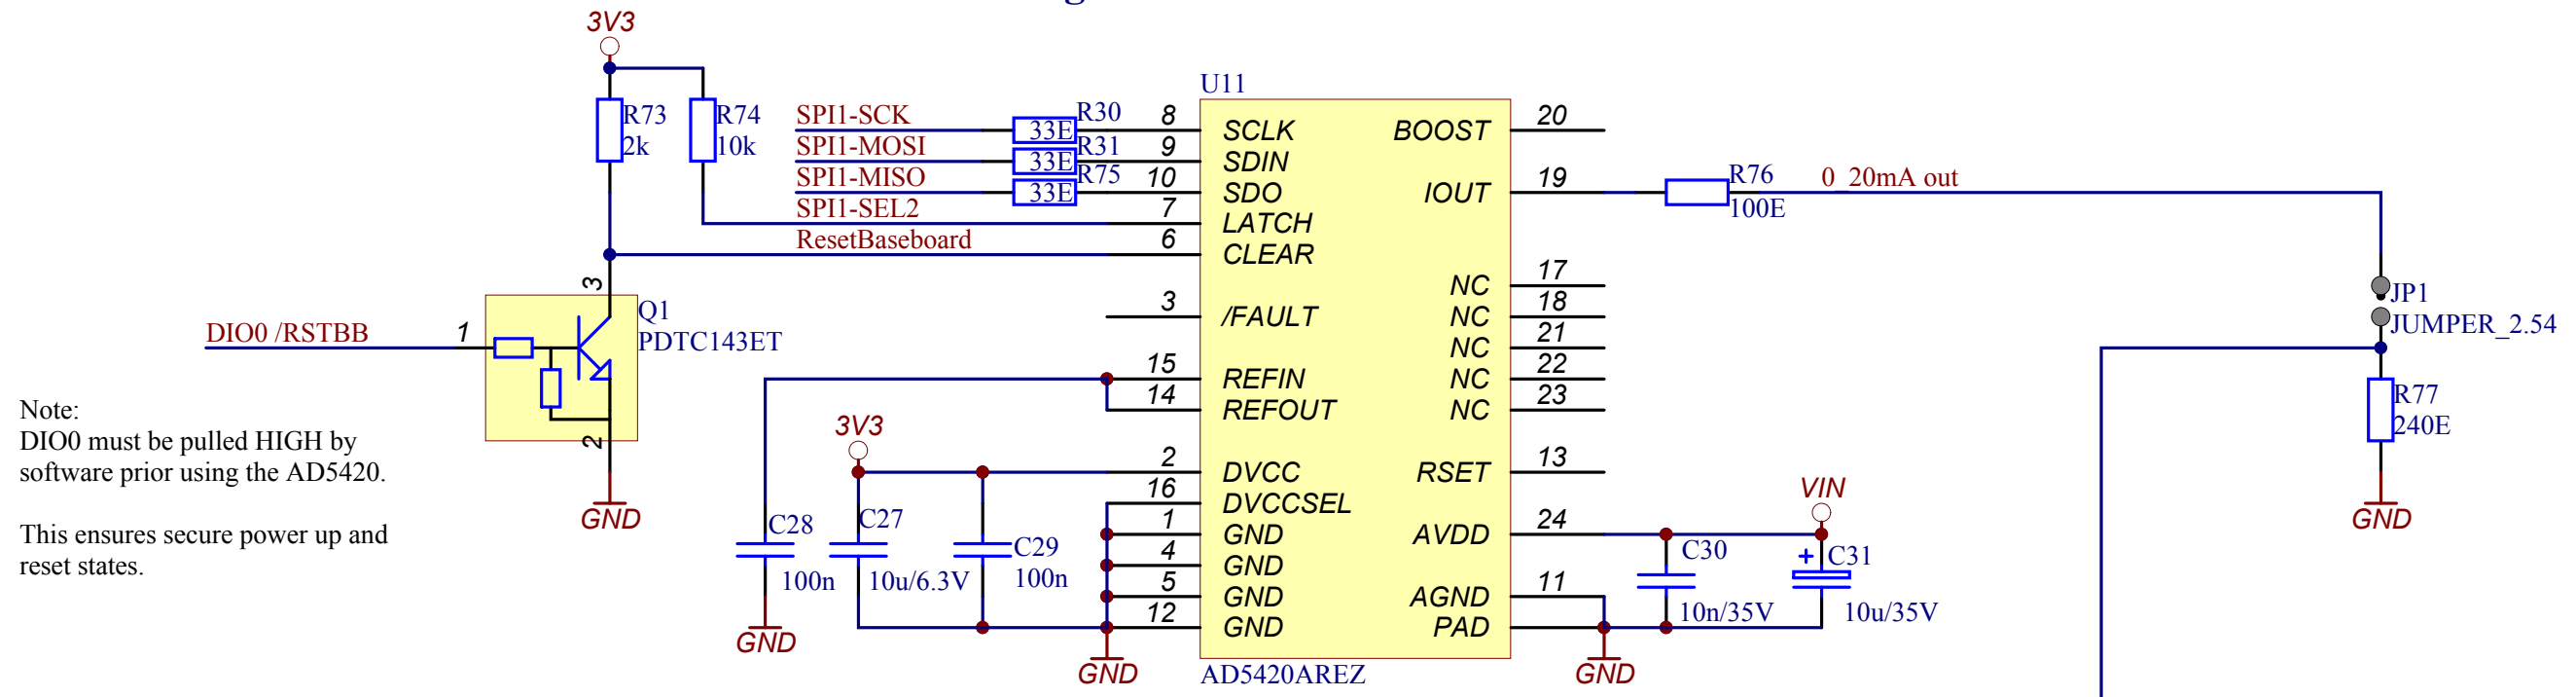 3V3
R73
2k
R74
10k
SPI1-SCK
SPI1-MOSI
SPI1-MISO
SPI1-SEL2
ResetBaseboard
R30
33E
R31
33E
R75
33E
U11
8
9
10
7
6
3
15
14
2
16
1
4
5
12
SCLK
SDIN
SDO
LATCH
CLEAR
/FAULT
REFIN
REFOUT
DVCC
DVCCSEL
GND
GND
GND
GND
BOOST
IOUT
NC
NC
NC
NC
NC
RSET
AVDD
AGND
PAD
20
19
17
18
21
22
23
13
24
11
AD5420AREZ
R76
100E
0_20mA out
JP1
JUMPER_2.54
R77
240E
GND
DIO0 /RSTBB
1
3
2
Q1
PDTC143ET
GND
Note:
DIO0 must be pulled HIGH by
software prior using the AD5420.
This ensures secure power up and
reset states.
3V3
C28
100n
GND
C27
10u/6.3V
C29
100n
GND
VIN
C30
10n/35V
+
C31
10u/35V
GND